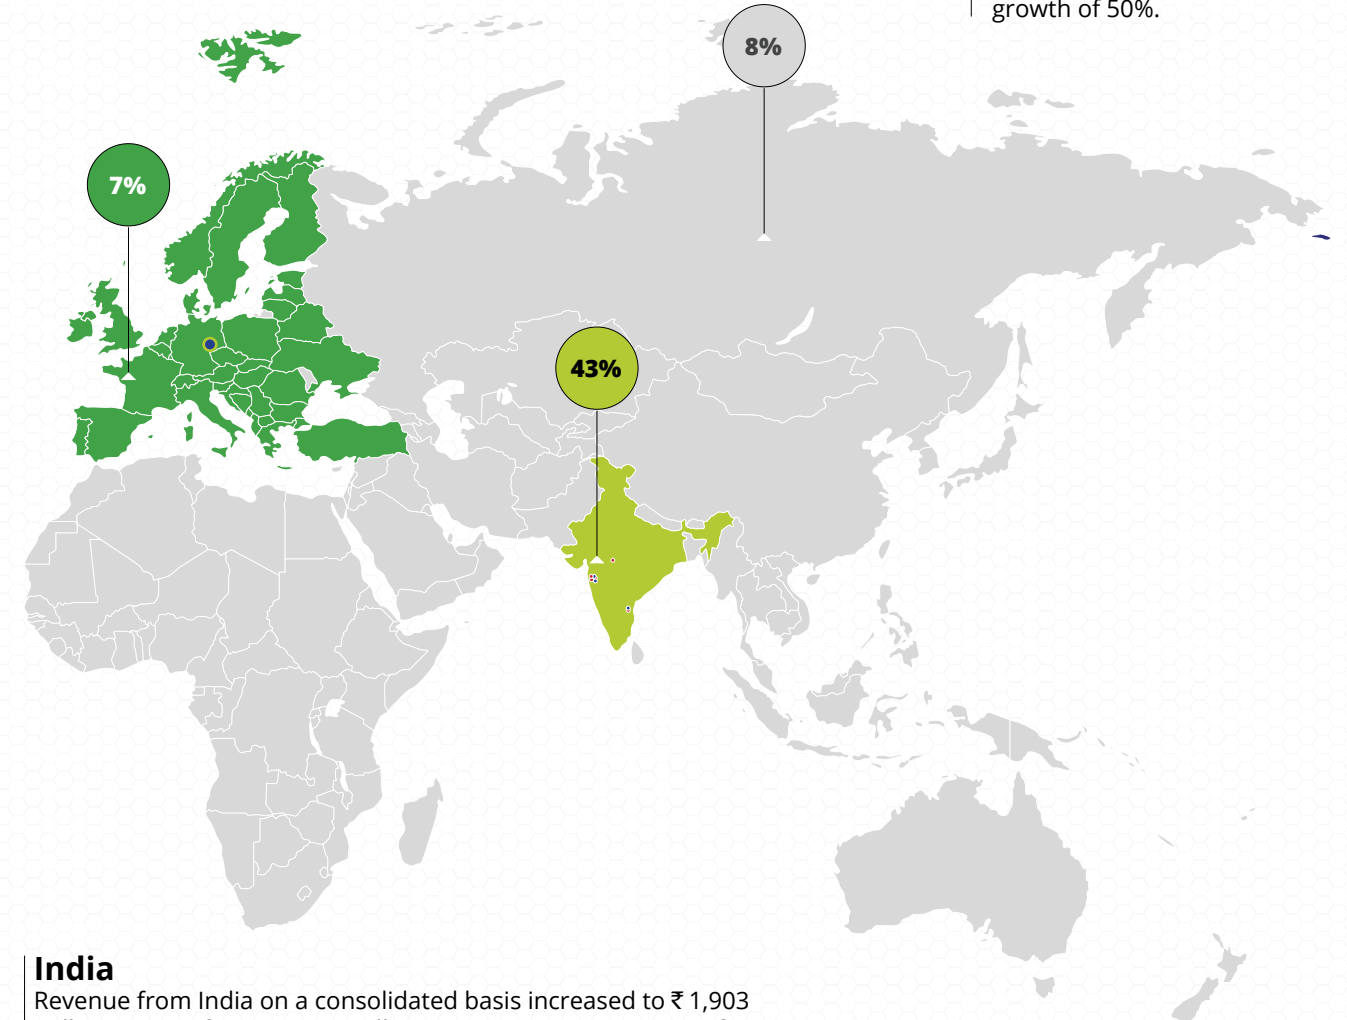 growth of 50%.
8%
7%
43%
India
Revenue from India on a consolidated basis increased to ₹ 1,903